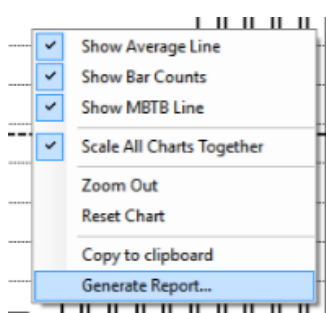 Show Average Line
Show Bar Counts
Show MBTB Line
Scale All Charts Together
Zoom Out
Reset Chart
Copy to clipboard
Generate Report...